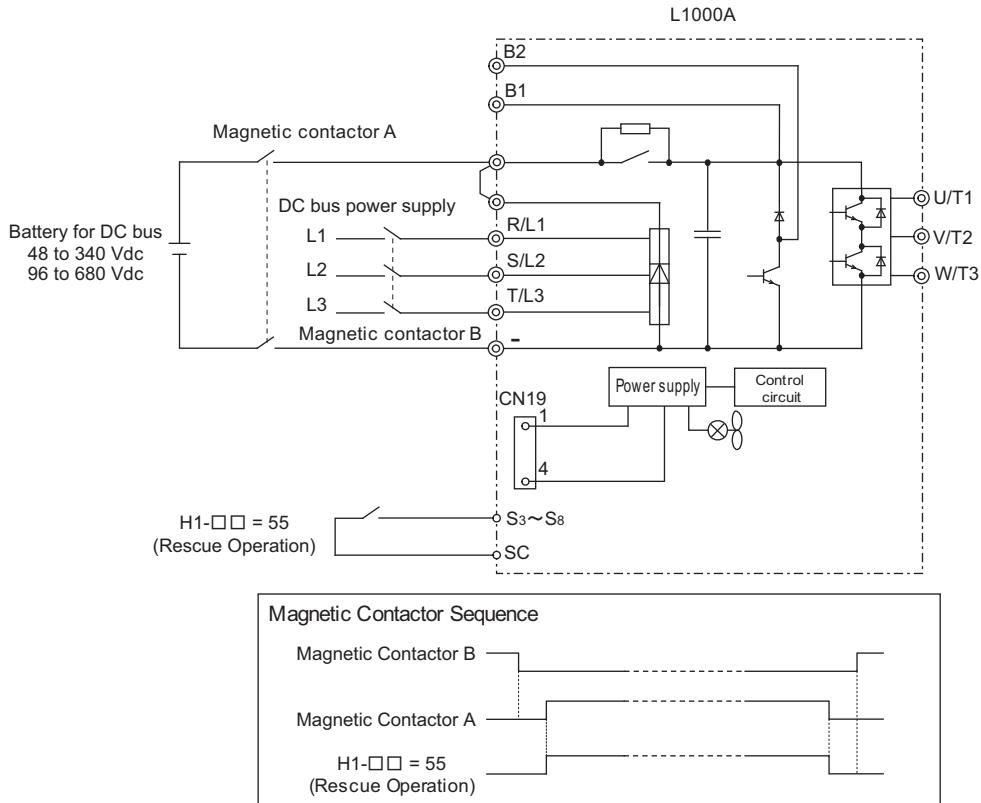 L1000A
B2
B1
Magnetic contactor A
DC bus power supply
Battery for DC bus
48 to 340 Vdc
96 to 680 Vdc
L1
L2
L3
R/L1
S/L2
T/L3
Magnetic contactor B
-
U/T1
V/T2
W/T3
Power supply
Control
circuit
CN19
1
4
H1-□□ = 55
(Rescue Operation)
S3~S8
SC
Magnetic Contactor Sequence
Magnetic Contactor B
Magnetic Contactor A
H1-□□ = 55
(Rescue Operation)